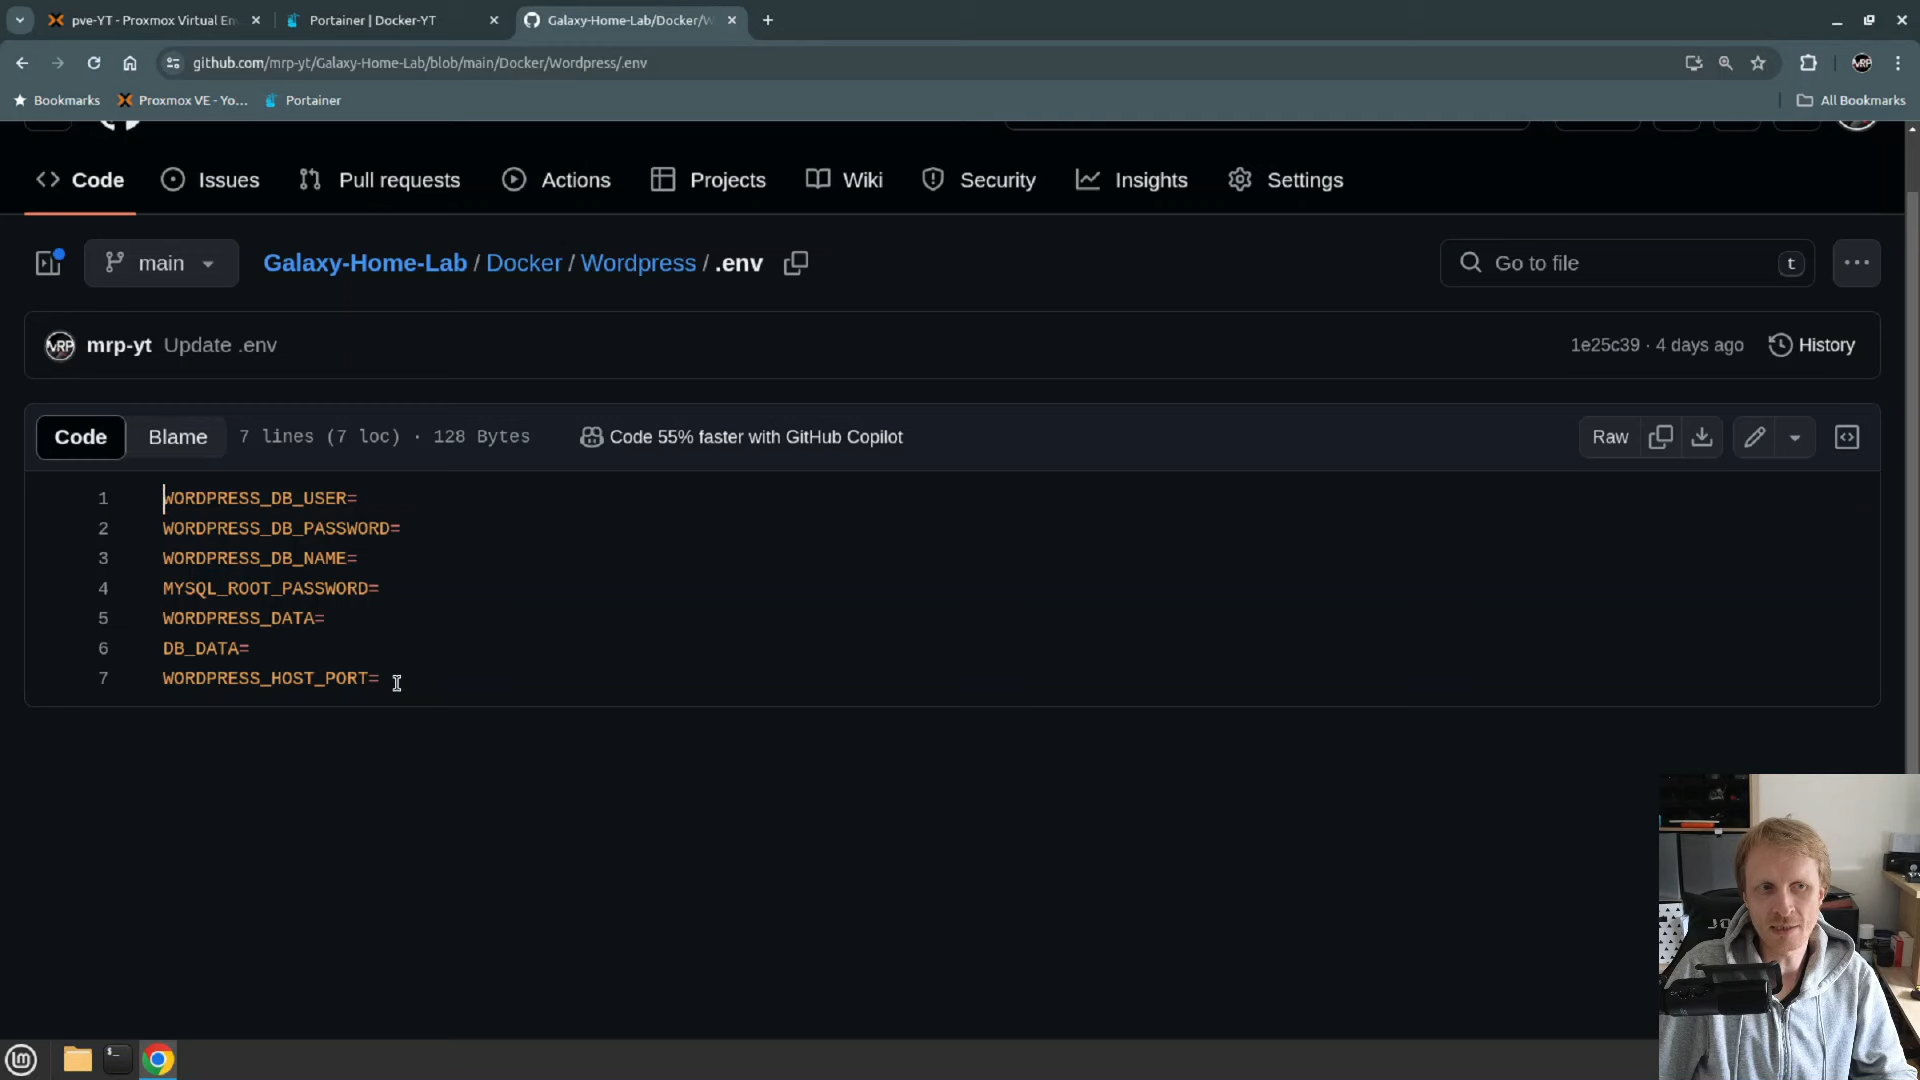 pve-YT - Proxmox Virtual En
Portainer | Docker-YT
Galaxy-Home-Lab/Docker/W
github.com/mrp-yt/Galaxy-Home-Lab/blob/main/Docker/Wordpress/.env
Bookmarks
Proxmox VE - Yo...
Portainer
All Bookmarks
Code
Issues
Pull requests
Actions
Projects
Wiki
Security
Insights
Settings
main
Galaxy-Home-Lab / Docker / Wordpress / .env
Go to file
t
mrp-yt Update .env
1e25c39 · 4 days ago
History
Code
Blame
7 lines (7 loc) · 128 Bytes
Code 55% faster with GitHub Copilot
Raw
1 WORDPRESS_DB_USER=
2 WORDPRESS_DB_PASSWORD=
3 WORDPRESS_DB_NAME=
4 MYSQL_ROOT_PASSWORD=
5 WORDPRESS_DATA=
6 DB_DATA=
7 WORDPRESS_HOST_PORT=